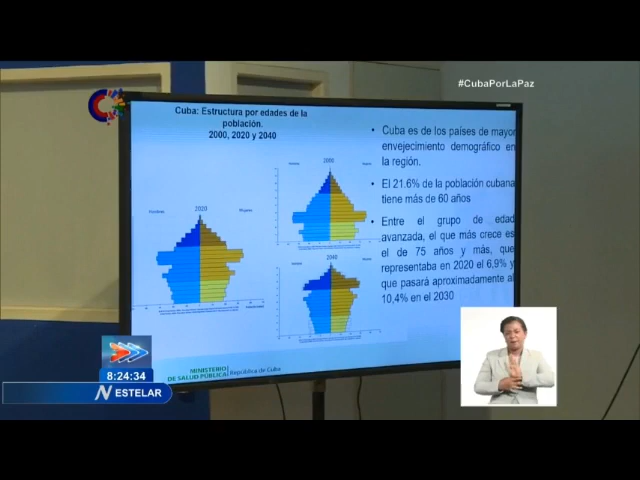 #CubaPorLaPaz
Cuba: Estructura por edades de la
población.
2000, 2020 y 2040
2000
Hombres
Mujeres
2020
Hombres
Mujeres
2040
• Cuba es de los países de mayor
envejecimiento demográfico en
la región.
• El 21.6% de la población cubana
tiene más de 60 años
• Entre el grupo de edad
avanzada, el que más crece es
el de 75 años y más, que
representaba en 2020 el 6,9% y
que pasará aproximadamente al
10,4% en el 2030
MINISTERIO
DE SALUD PÚBLICA
República de Cuba
8:24:34
N ESTELAR